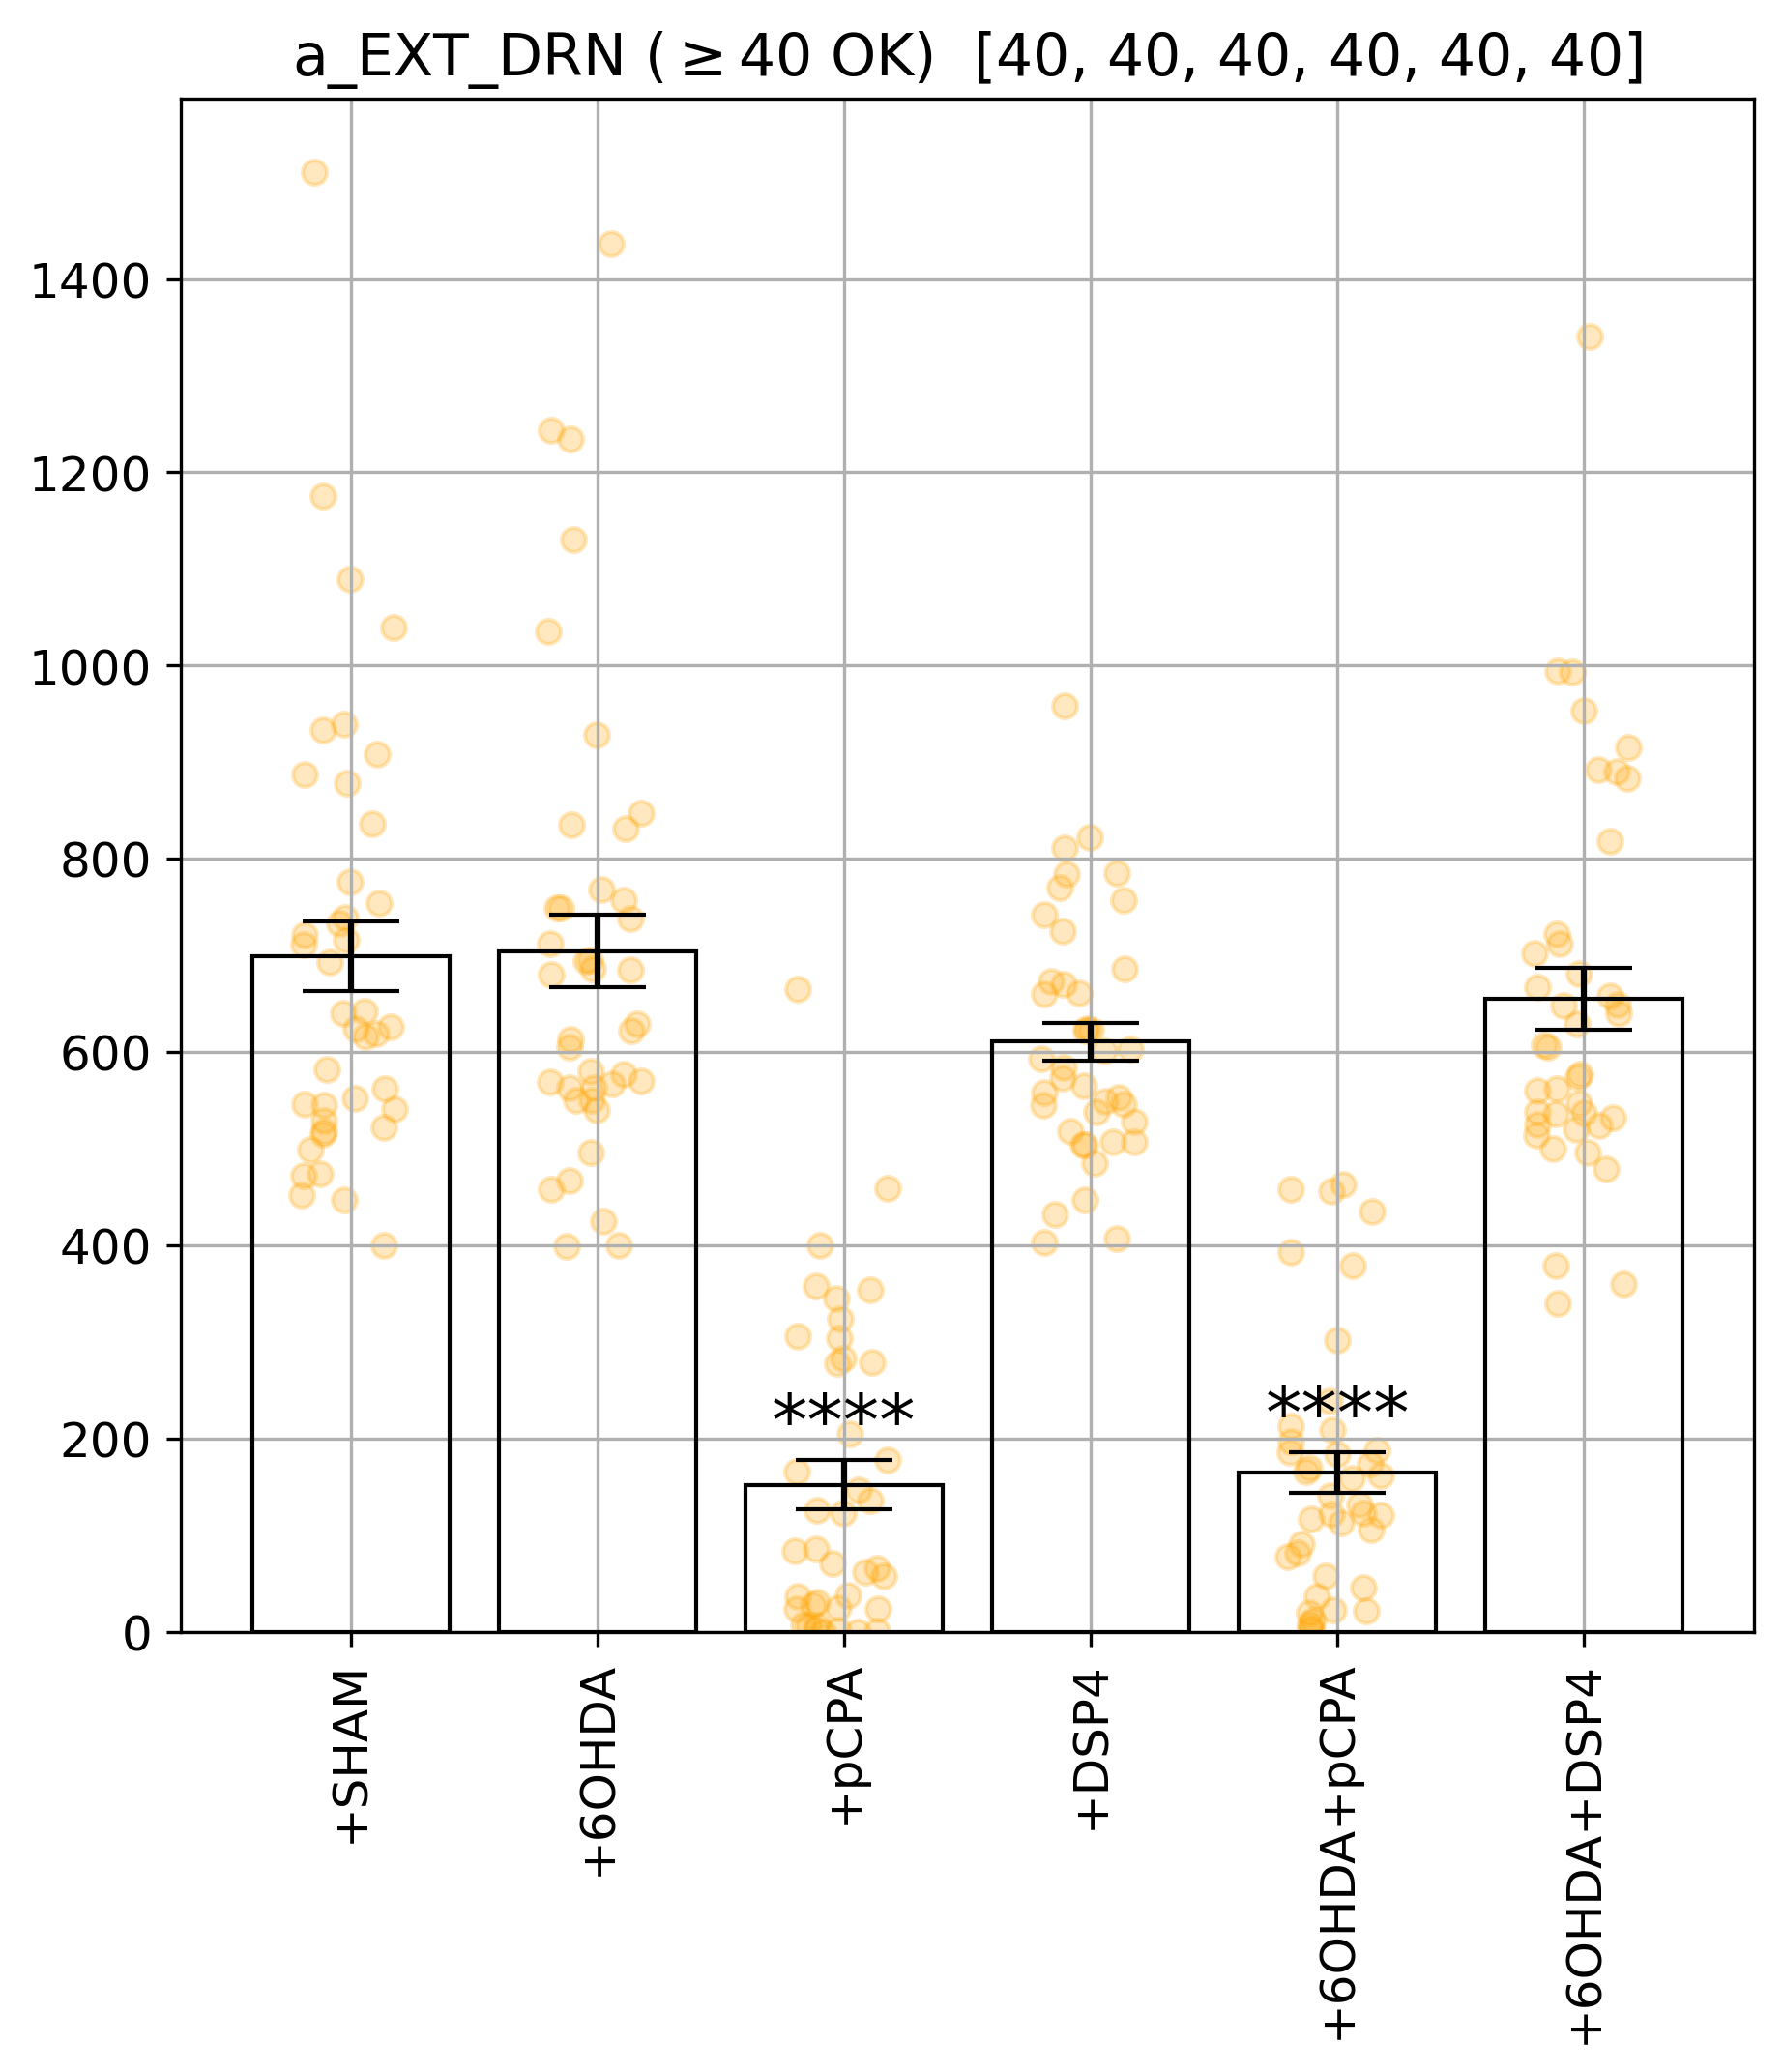 a_EXT_DRN (≥40 OK) [40, 40, 40, 40, 40, 40]
1400
1200
1000
800
600
400
200
0
****
****
+SHAM
+6OHDA
+pCPA
+DSP4
+6OHDA+pCPA
+6OHDA+DSP4